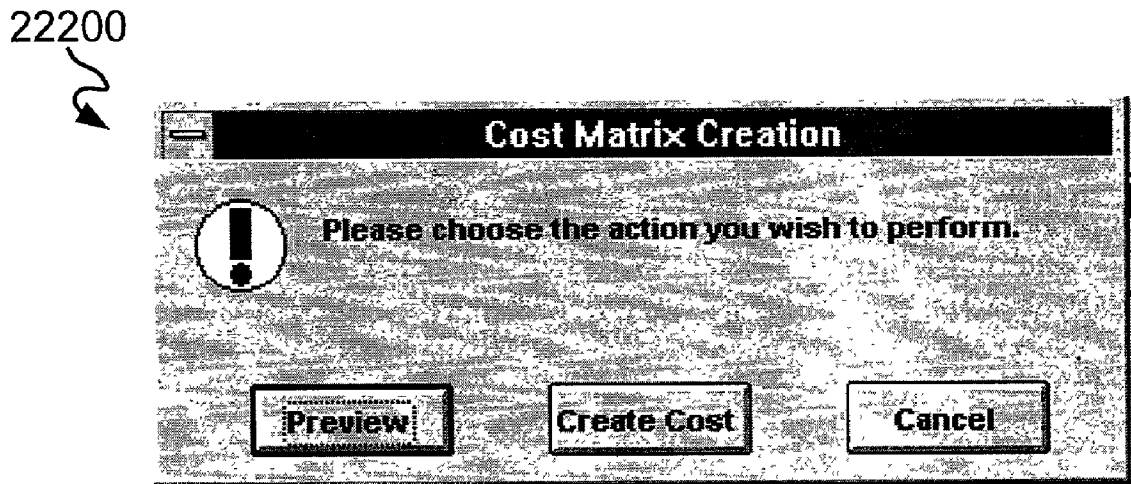 22200
Cost Matrix Creation
Please choose the action you wish to perform.
Preview
Create Cost
Cancel